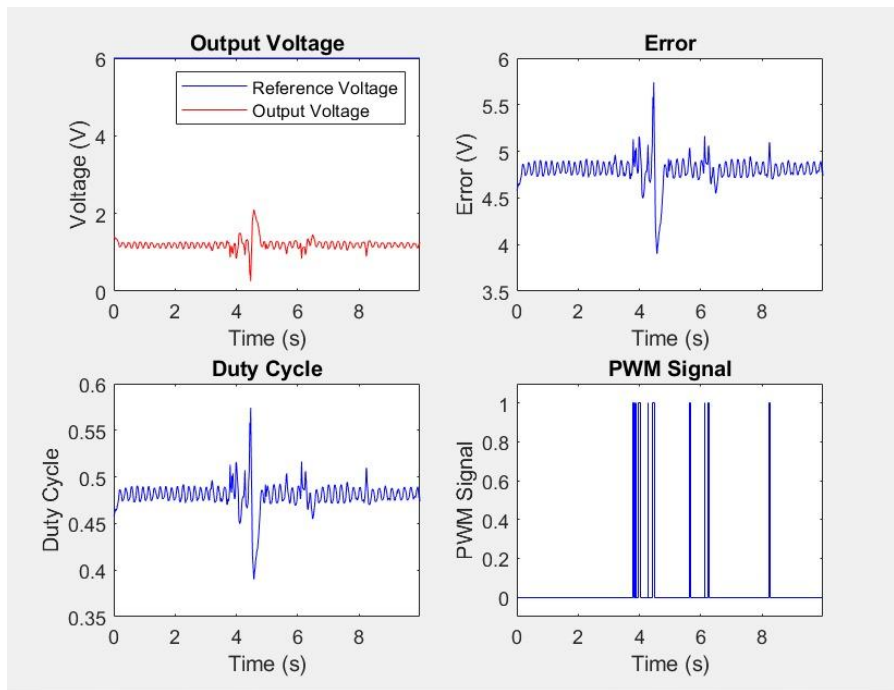 Output Voltage
6
4
2
0
Voltage (V)
Reference Voltage
Output Voltage
0 2 4 6 8
Time (s)
Error
6
5.5
5
4.5
4
3.5
Error (V)
0 2 4 6 8
Time (s)
Duty Cycle
0.6
0.55
0.5
0.45
0.4
0.35
Duty Cycle
0 2 4 6 8
Time (s)
PWM Signal
1
0.8
0.6
0.4
0.2
0
PWM Signal
0 2 4 6 8
Time (s)